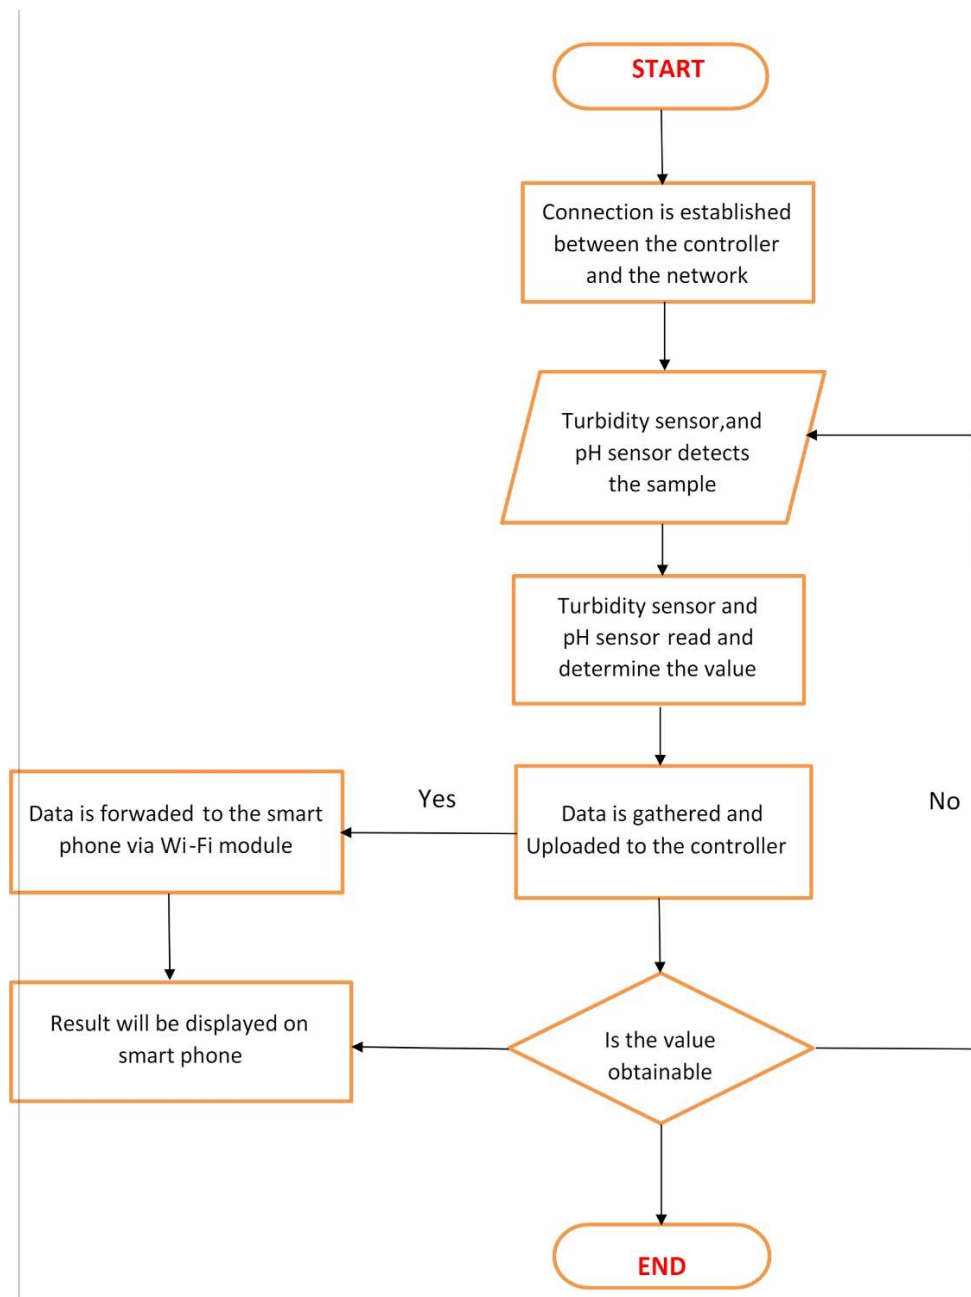 START
Connection is established
between the controller
and the network
Turbidity sensor,and
pH sensor detects
the sample
Turbidity sensor and
pH sensor read and
determine the value
Data is forwaded to the smart
phone via Wi-Fi module
Yes
Data is gathered and
Uploaded to the controller
No
Result will be displayed on
smart phone
Is the value
obtainable
END